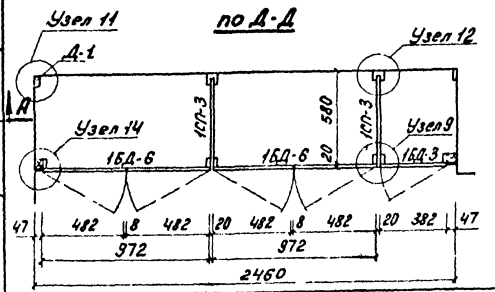 Узел 11
по Д-Д
Узел 12
Д-1
А
1СП-3
580
1СП-3
Узел 14
20
Узел 9
1БД-6
1БД-6
1БД-3
47
482
8
482
20
482
8
482
20
382
47
972
972
2460